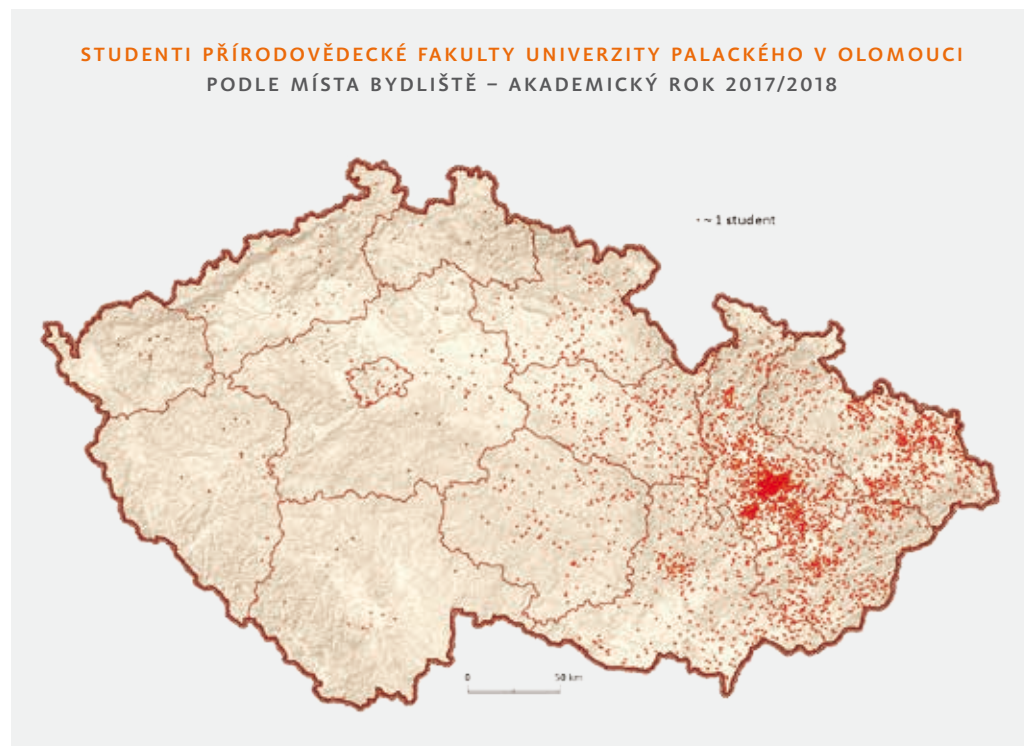 STUDENTI PŘÍRODOVĚDECKÉ FAKULTY UNIVERZITY PALACKÉHO V OLOMOUCI
PODLE MÍSTA BYDLIŠTĚ – AKADEMICKÝ ROK 2017/2018
· ~ 1 student
0 50 km